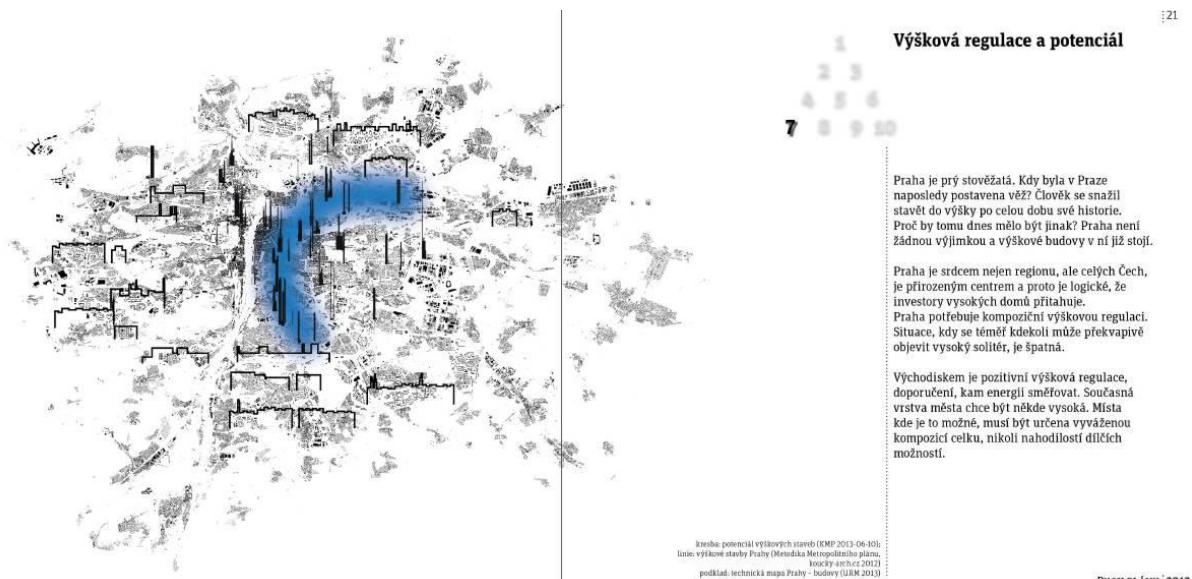 21
Výšková regulace a potenciál
1
2 3
4 5 6
7 8 9 10
Praha je prý stověžatá. Kdy byla v Praze
naposledy postavena věž? Člověk se snažil
stavět do výšky po celou dobu své historie.
Proč by tomu dnes mělo být jinak? Praha není
žádnou výjimkou a výškové budovy v ní již stojí.
Praha je srdcem nejen regionu, ale celých Čech,
je přirozeným centrem a proto je logické, že
investory vysokých domů přitahuje.
Praha potřebuje kompoziční výškovou regulaci.
Situace, kdy se téměř kdekoli může překvapivě
objevit vysoký solitér, je špatná.
Východiskem je pozitivní výšková regulace,
doporučení, kam energii směřovat. Současná
vrstva města chce být někde vysoká. Místa
kde je to možné, musí být určena vyváženou
kompozicí celku, nikoli nahodilostí dílčích
možností.
kresba: potenciál výškových staveb (KMP 2013-06-10);
linie: výškové stavby Prahy (Metodika Metropolitního plánu,
koucky-arch.cz 2012)
podklad: technická mapa Prahy – budovy (URM 2013)